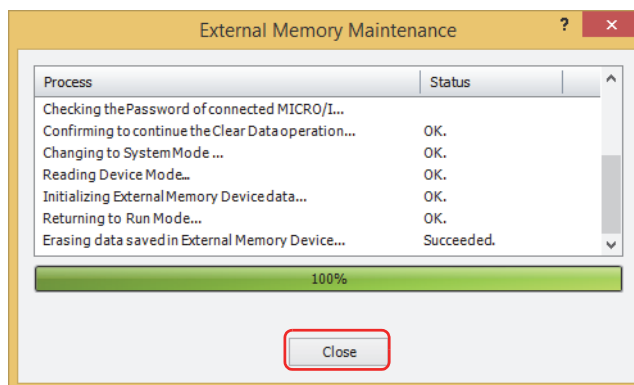 External Memory Maintenance ? ×
Process Status
Checking the Password of connected MICRO/I...
Confirming to continue the Clear Data operation... OK.
Changing to System Mode ... OK.
Reading Device Mode... OK.
Initializing External Memory Device data... OK.
Returning to Run Mode... OK.
Erasing data saved in External Memory Device... Succeeded.
100%
Close